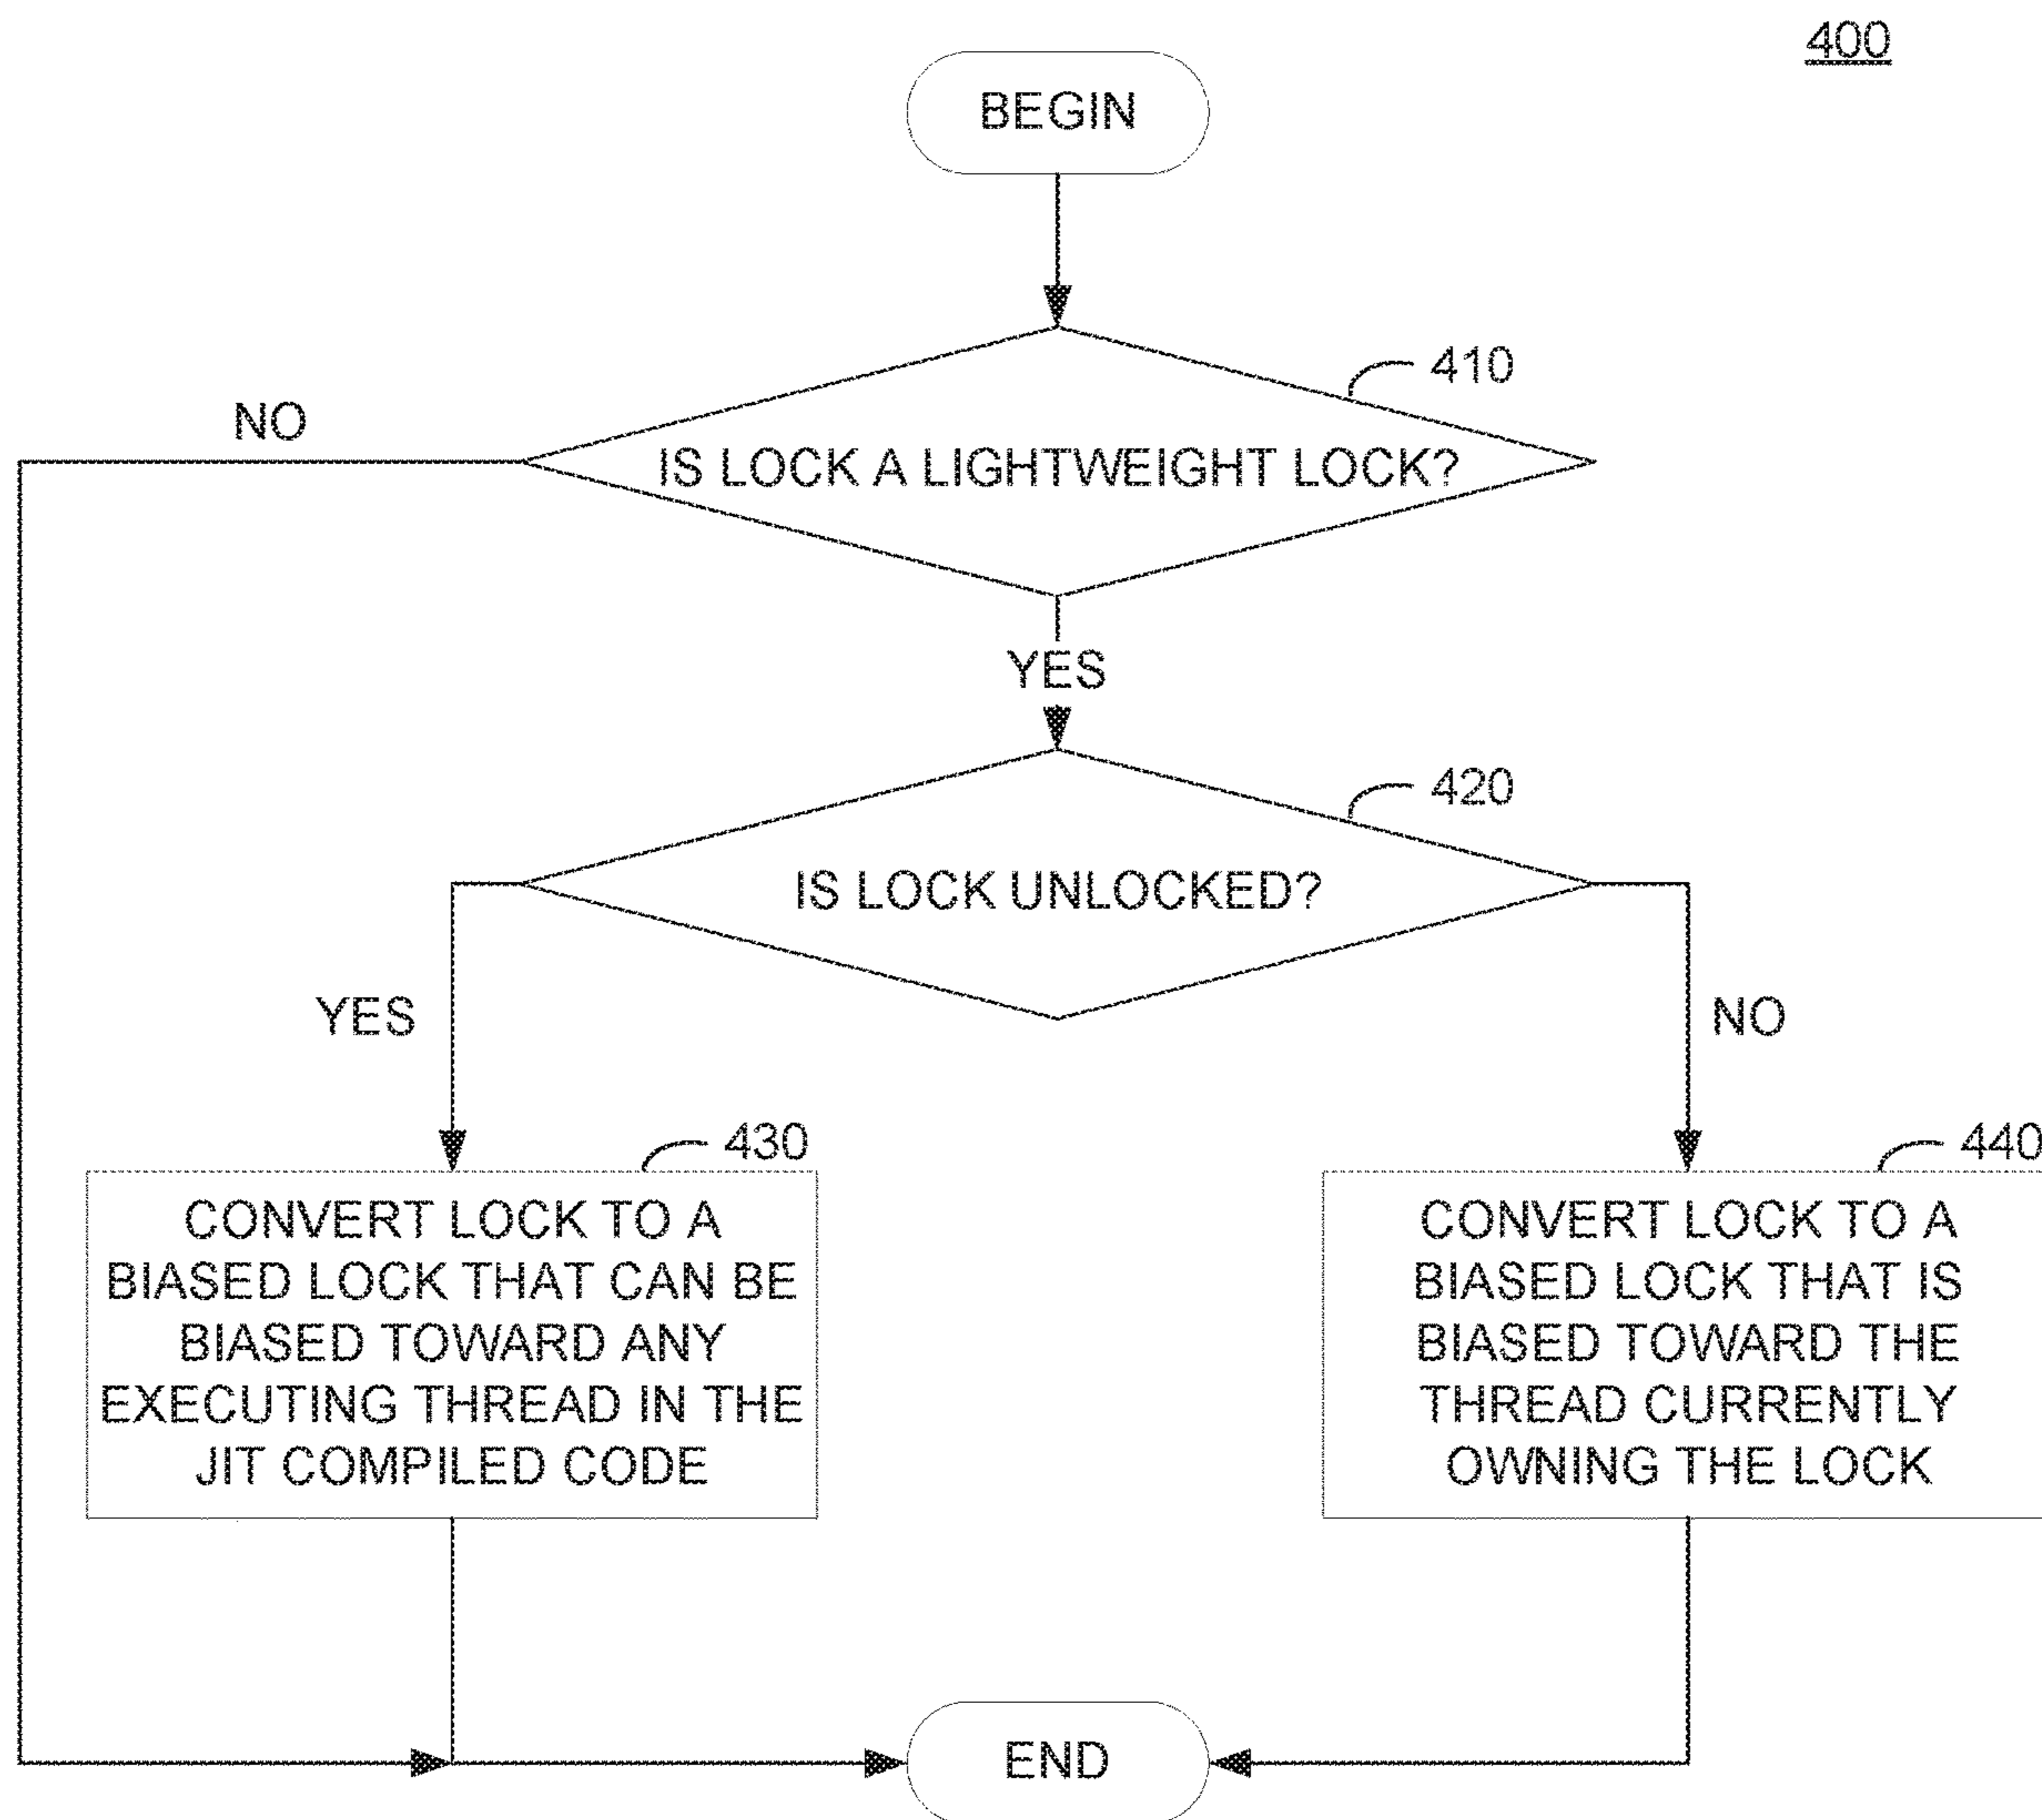 400
BEGIN
410
NO
IS LOCK A LIGHTWEIGHT LOCK?
YES
420
IS LOCK UNLOCKED?
YES
NO
430
CONVERT LOCK TO A
BIASED LOCK THAT CAN BE
BIASED TOWARD ANY
EXECUTING THREAD IN THE
JIT COMPILED CODE
440
CONVERT LOCK TO A
BIASED LOCK THAT IS
BIASED TOWARD THE
THREAD CURRENTLY
OWNING THE LOCK
END